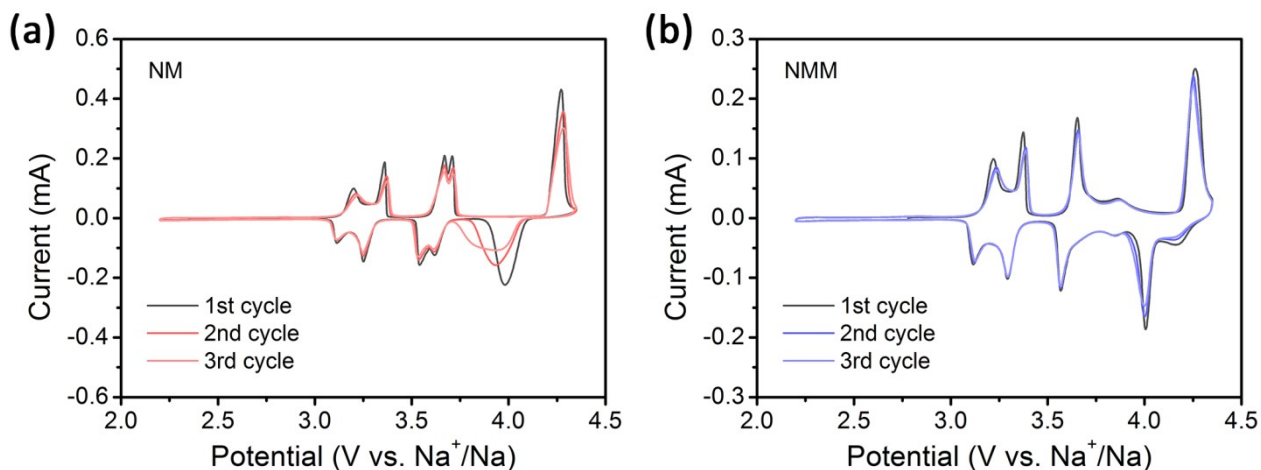 (a)
0.6
0.4
0.2
0.0
-0.2
-0.4
-0.6
Current (mA)
NM
1st cycle
2nd cycle
3rd cycle
2.0 2.5 3.0 3.5 4.0 4.5
Potential (V vs. Na⁺/Na)
(b)
0.3
0.2
0.1
0.0
-0.1
-0.2
-0.3
Current (mA)
NMM
1st cycle
2nd cycle
3rd cycle
2.0 2.5 3.0 3.5 4.0 4.5
Potential (V vs. Na⁺/Na)